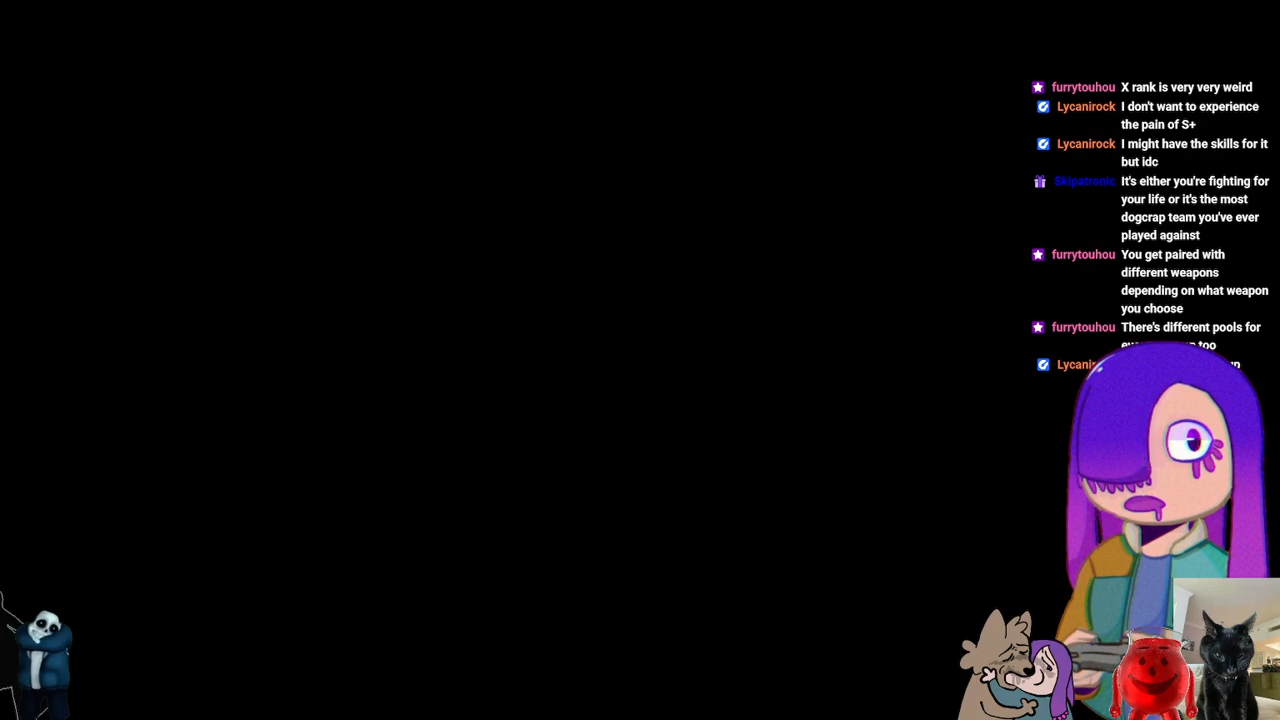 furrytouhou X rank is very very weird
Lycanirock I don't want to experience
the pain of S+
Lycanirock I might have the skills for it
but idc
Skipatronic It's either you're fighting for
your life or it's the most
dogcrap team you've ever
played against
furrytouhou You get paired with
different weapons
depending on what weapon
you choose
furrytouhou There's different pools for
too